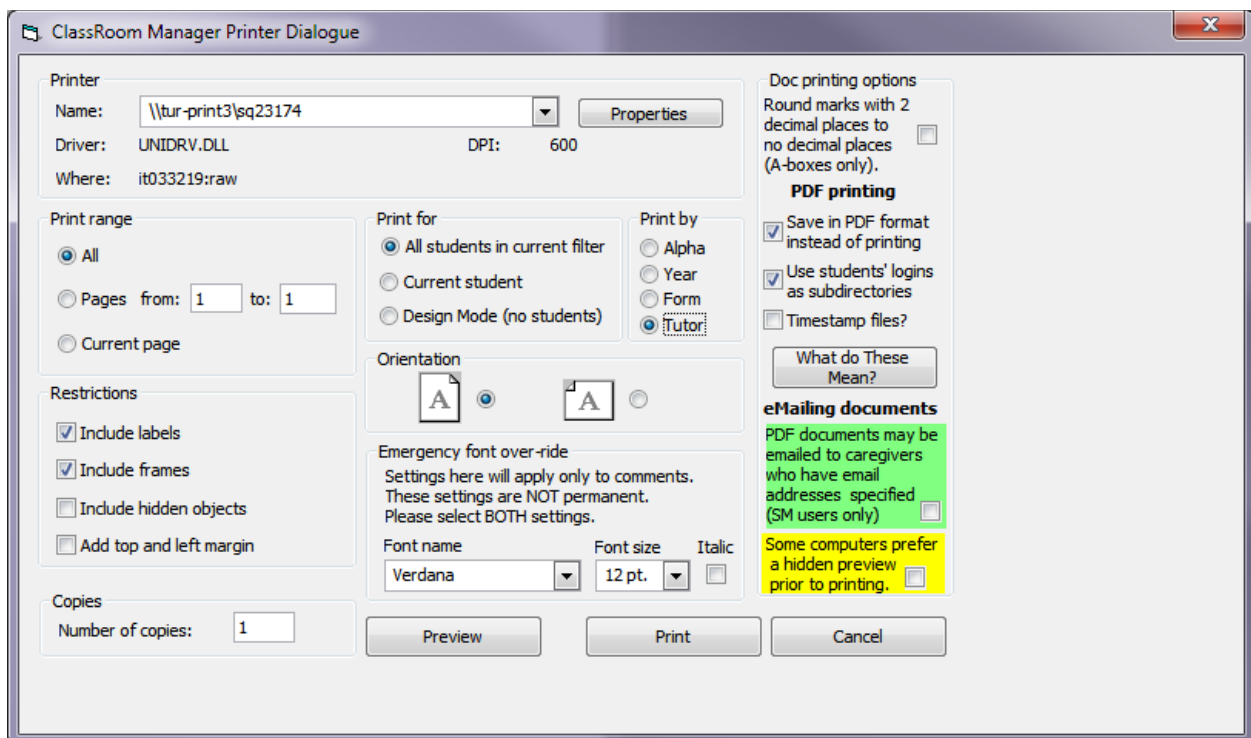 ClassRoom Manager Printer Dialogue
Printer
Name: \\tur-print3\sq23174 Properties
Driver: UNIDRV.DLL DPI: 600
Where: it033219:raw
Print range
All
Pages from: 1 to: 1
Current page
Restrictions
Include labels
Include frames
Include hidden objects
Add top and left margin
Copies
Number of copies: 1
Print for
All students in current filter
Current student
Design Mode (no students)
Print by
Alpha
Year
Form
Tutor
Orientation
A A
Emergency font over-ride
Settings here will apply only to comments.
These settings are NOT permanent.
Please select BOTH settings.
Font name Font size Italic
Verdana 12 pt.
Preview Print Cancel
Doc printing options
Round marks with 2
decimal places to
no decimal places
(A-boxes only).
PDF printing
Save in PDF format
instead of printing
Use students' logins
as subdirectories
Timestamp files?
What do These
Mean?
eMailing documents
PDF documents may be
emailed to caregivers
who have email
addresses specified
(SM users only)
Some computers prefer
a hidden preview
prior to printing.